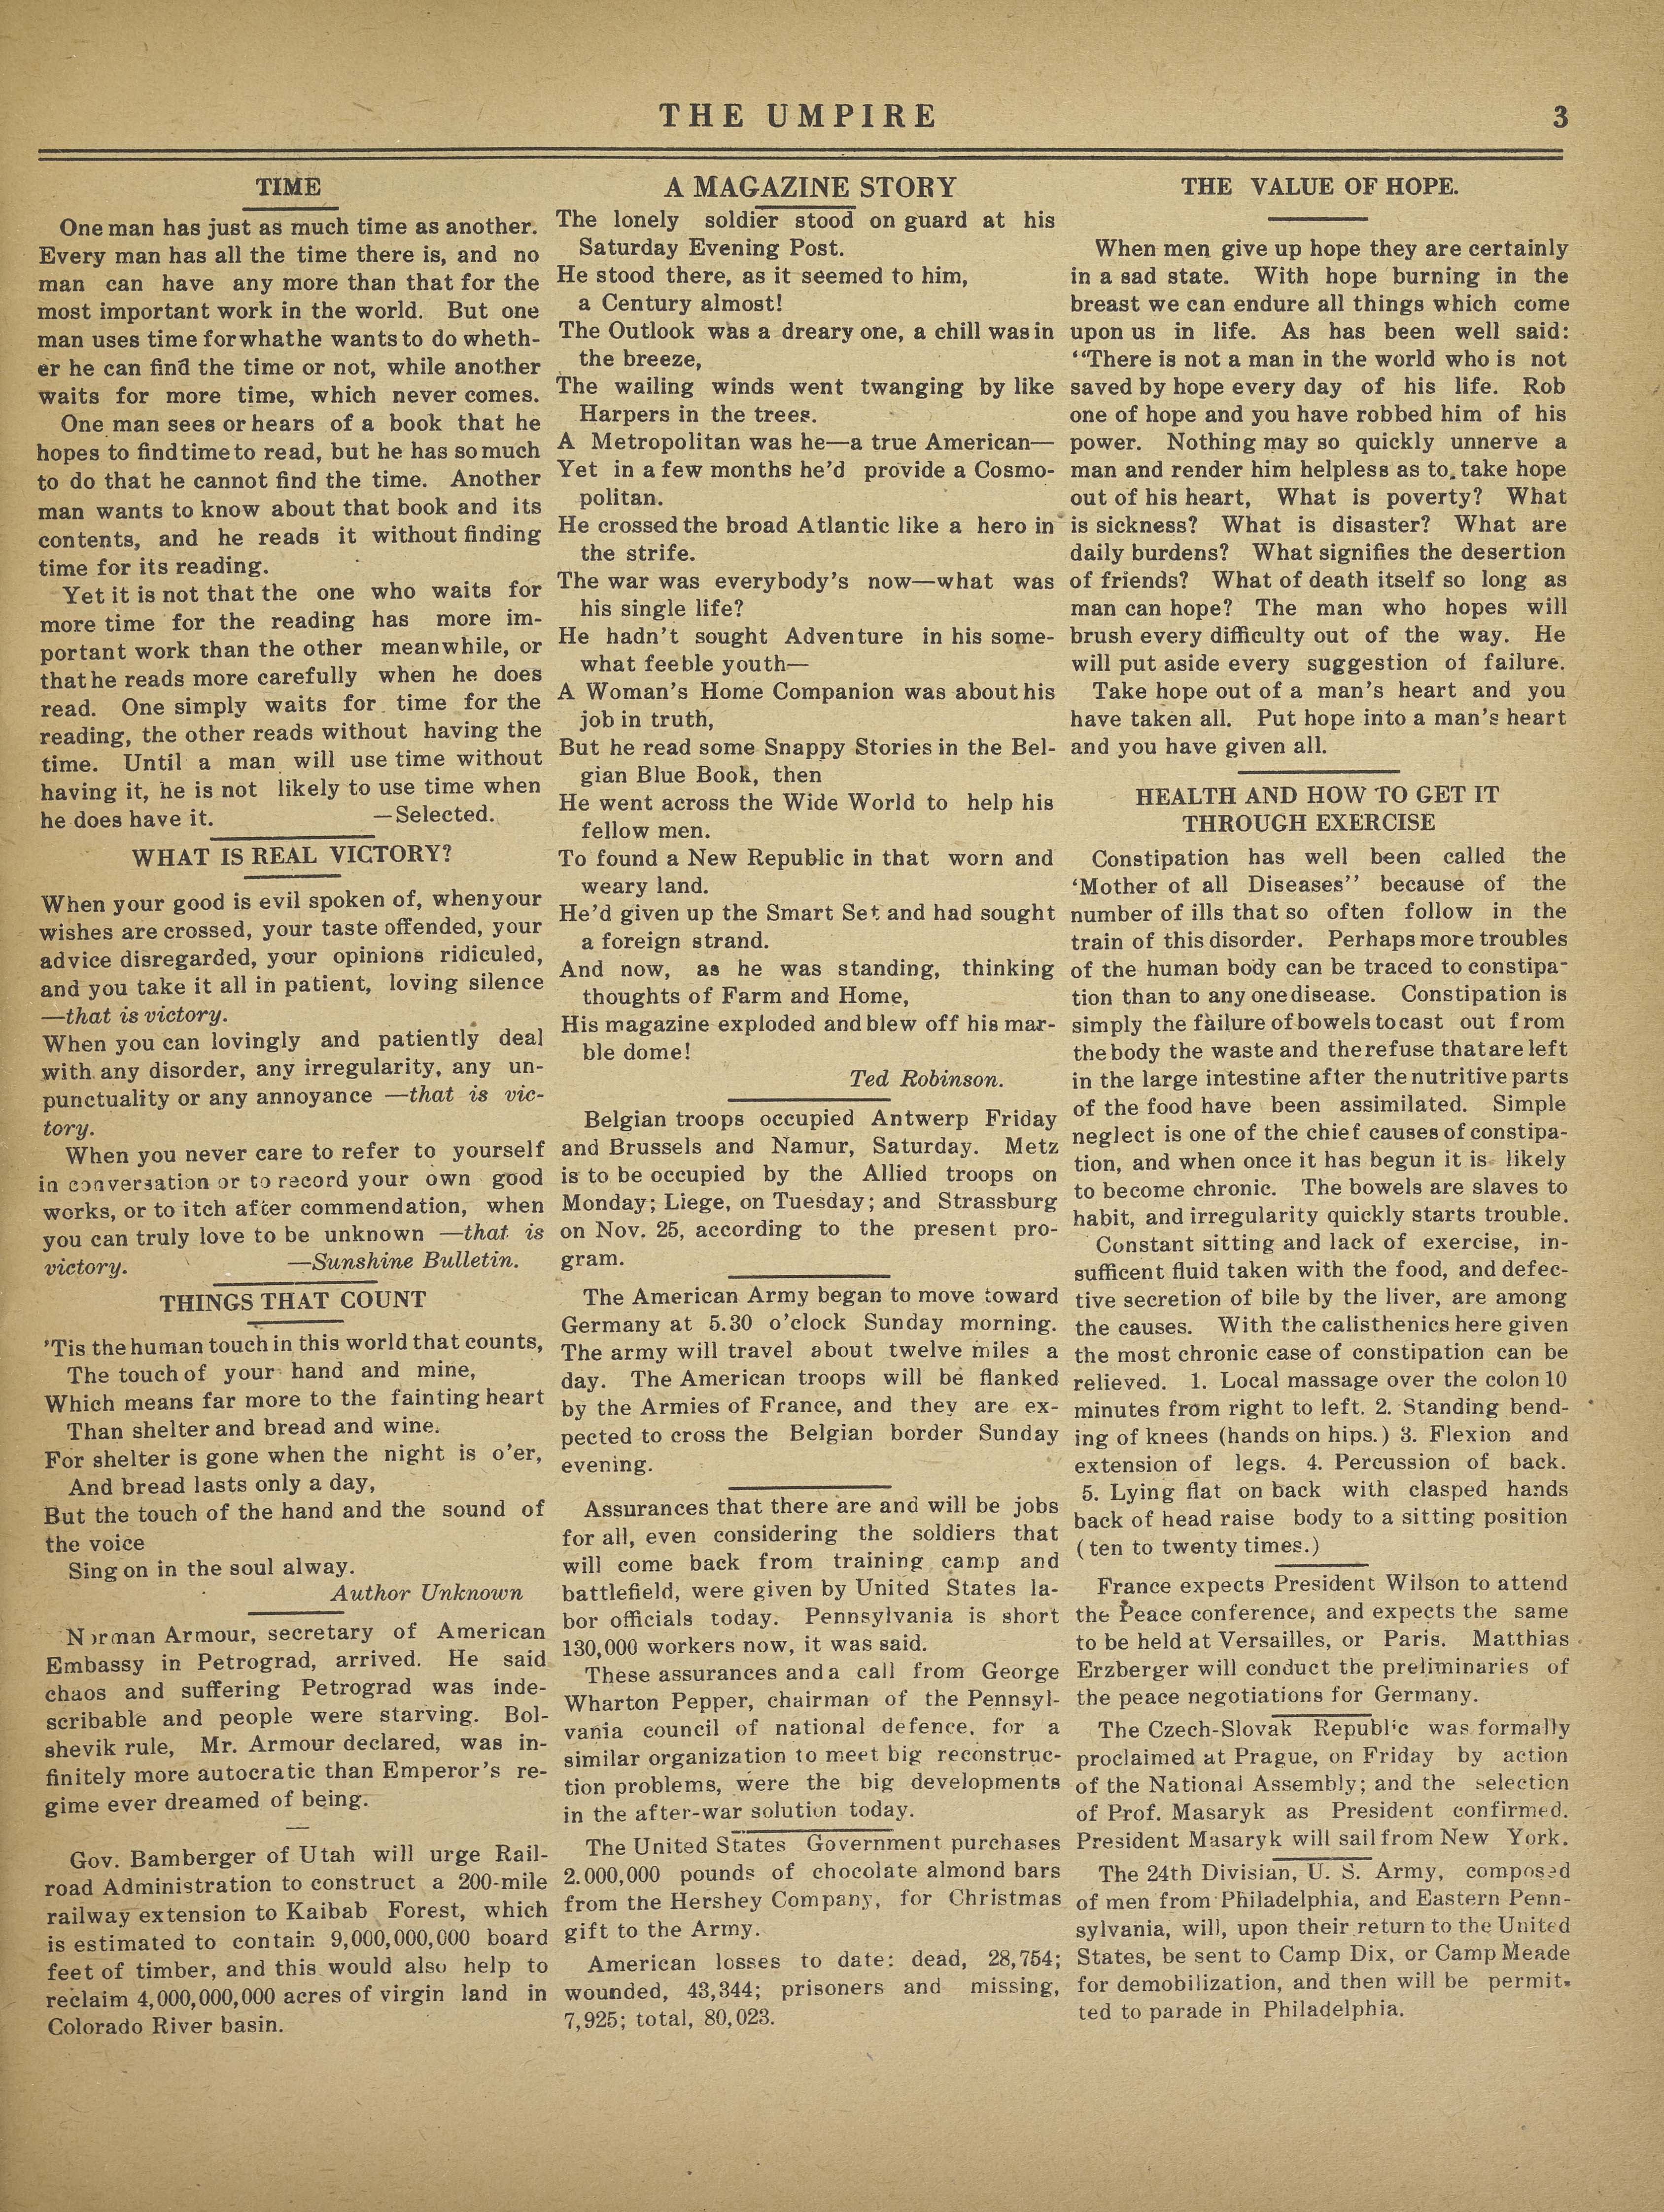 THE UMPIRE
3
TIME
One man has just as much time as another.
Every man has all the time there is, and no
man can have any more than that for the
most important work in the world. But one
man uses time for what he wants to do wheth-
er he can find the time or not, while another
waits for more time, which never comes.
One man sees or hears of a book that he
hopes to find time to read, but he has so much
to do that he cannot find the time. Another
man wants to know about that book and its
contents, and he reads it without finding
time for its reading.
Yet it is not that the one who waits for
more time for the reading has more im-
portant work than the other meanwhile, or
that he reads more carefully when he does
read. One simply waits for time for the
reading, the other reads without having the
time. Until a man will use time without
having it, he is not likely to use time when
he does have it. —Selected.
WHAT IS REAL VICTORY?
When your good is evil spoken of, when your
wishes are crossed, your taste offended, your
advice disregarded, your opinions ridiculed,
and you take it all in patient, loving silence
—that is victory.
When you can lovingly and patiently deal
with any disorder, any irregularity, any un-
punctuality or any annoyance —that is vic-
tory.
When you never care to refer to yourself
in conversation or to record your own good
works, or to itch after commendation, when
you can truly love to be unknown —that is
victory. —Sunshine Bulletin.
THINGS THAT COUNT
'Tis the human touch in this world that counts,
The touch of your hand and mine,
Which means far more to the fainting heart
Than shelter and bread and wine.
For shelter is gone when the night is o'er,
And bread lasts only a day,
But the touch of the hand and the sound of
the voice
Sing on in the soul alway.
Author Unknown
Norman Armour, secretary of American
Embassy in Petrograd, arrived. He said
chaos and suffering Petrograd was inde-
scribable and people were starving. Bol-
shevik rule, Mr. Armour declared, was in-
finitely more autocratic than Emperor's re-
gime ever dreamed of being.
Gov. Bamberger of Utah will urge Rail-
road Administration to construct a 200-mile
railway extension to Kaibab Forest, which
is estimated to contain 9,000,000,000 board
feet of timber, and this would also help to
reclaim 4,000,000,000 acres of virgin land in
Colorado River basin.
A MAGAZINE STORY
The lonely soldier stood on guard at his
Saturday Evening Post.
He stood there, as it seemed to him,
a Century almost!
The Outlook was a dreary one, a chill was in
the breeze,
The wailing winds went twanging by like
Harpers in the trees.
A Metropolitan was he—a true American—
Yet in a few months he'd provide a Cosmo-
politan.
He crossed the broad Atlantic like a hero in
the strife.
The war was everybody's now—what was
his single life?
He hadn't sought Adventure in his some-
what feeble youth—
A Woman's Home Companion was about his
job in truth,
But he read some Snappy Stories in the Bel-
gian Blue Book, then
He went across the Wide World to help his
fellow men.
To found a New Republic in that worn and
weary land.
He'd given up the Smart Set and had sought
a foreign strand.
And now, as he was standing, thinking
thoughts of Farm and Home,
His magazine exploded and blew off his mar-
ble dome!
Ted Robinson.
Belgian troops occupied Antwerp Friday
and Brussels and Namur, Saturday. Metz
is to be occupied by the Allied troops on
Monday; Liege, on Tuesday; and Strassburg
on Nov. 25, according to the present pro-
gram.
The American Army began to move toward
Germany at 5.30 o'clock Sunday morning.
The army will travel about twelve miles a
day. The American troops will be flanked
by the Armies of France, and they are ex-
pected to cross the Belgian border Sunday
evening.
Assurances that there are and will be jobs
for all, even considering the soldiers that
will come back from training camp and
battlefield, were given by United States la-
bor officials today. Pennsylvania is short
130,000 workers now, it was said.
These assurances and a call from George
Wharton Pepper, chairman of the Pennsyl-
vania council of national defence, for a
similar organization to meet big reconstruc-
tion problems, were the big developments
in the after-war solution today.
The United States Government purchases
2.000,000 pounds of chocolate almond bars
from the Hershey Company, for Christmas
gift to the Army.
American losses to date: dead, 28,754;
wounded, 43,344; prisoners and missing,
7,925; total, 80,023.
THE VALUE OF HOPE.
When men give up hope they are certainly
in a sad state. With hope burning in the
breast we can endure all things which come
upon us in life. As has been well said:
"There is not a man in the world who is not
saved by hope every day of his life. Rob
one of hope and you have robbed him of his
power. Nothing may so quickly unnerve a
man and render him helpless as to take hope
out of his heart, What is poverty? What
is sickness? What is disaster? What are
daily burdens? What signifies the desertion
of friends? What of death itself so long as
man can hope? The man who hopes will
brush every difficulty out of the way. He
will put aside every suggestion of failure.
Take hope out of a man's heart and you
have taken all. Put hope into a man's heart
and you have given all.
HEALTH AND HOW TO GET IT
THROUGH EXERCISE
Constipation has well been called the
'Mother of all Diseases'' because of the
number of ills that so often follow in the
train of this disorder. Perhaps more troubles
of the human body can be traced to constipa-
tion than to any one disease. Constipation is
simply the failure of bowels to cast out from
the body the waste and the refuse that are left
in the large intestine after the nutritive parts
of the food have been assimilated. Simple
neglect is one of the chief causes of constipa-
tion, and when once it has begun it is likely
to become chronic. The bowels are slaves to
habit, and irregularity quickly starts trouble.
Constant sitting and lack of exercise, in-
sufficent fluid taken with the food, and defec-
tive secretion of bile by the liver, are among
the causes. With the calisthenics here given
the most chronic case of constipation can be
relieved. 1. Local massage over the colon 10
minutes from right to left. 2. Standing bend-
ing of knees (hands on hips.) 3. Flexion and
extension of legs. 4. Percussion of back.
5. Lying flat on back with clasped hands
back of head raise body to a sitting position
(ten to twenty times.)
France expects President Wilson to attend
the Peace conference, and expects the same
to be held at Versailles, or Paris. Matthias
Erzberger will conduct the preliminaries of
the peace negotiations for Germany.
The Czech-Slovak Republic was formally
proclaimed at Prague, on Friday by action
of the National Assembly; and the selection
of Prof. Masaryk as President confirmed.
President Masaryk will sail from New York.
The 24th Divisian, U. S. Army, composed
of men from Philadelphia, and Eastern Penn-
sylvania, will, upon their return to the United
States, be sent to Camp Dix, or Camp Meade
for demobilization, and then will be permit-
ted to parade in Philadelphia.